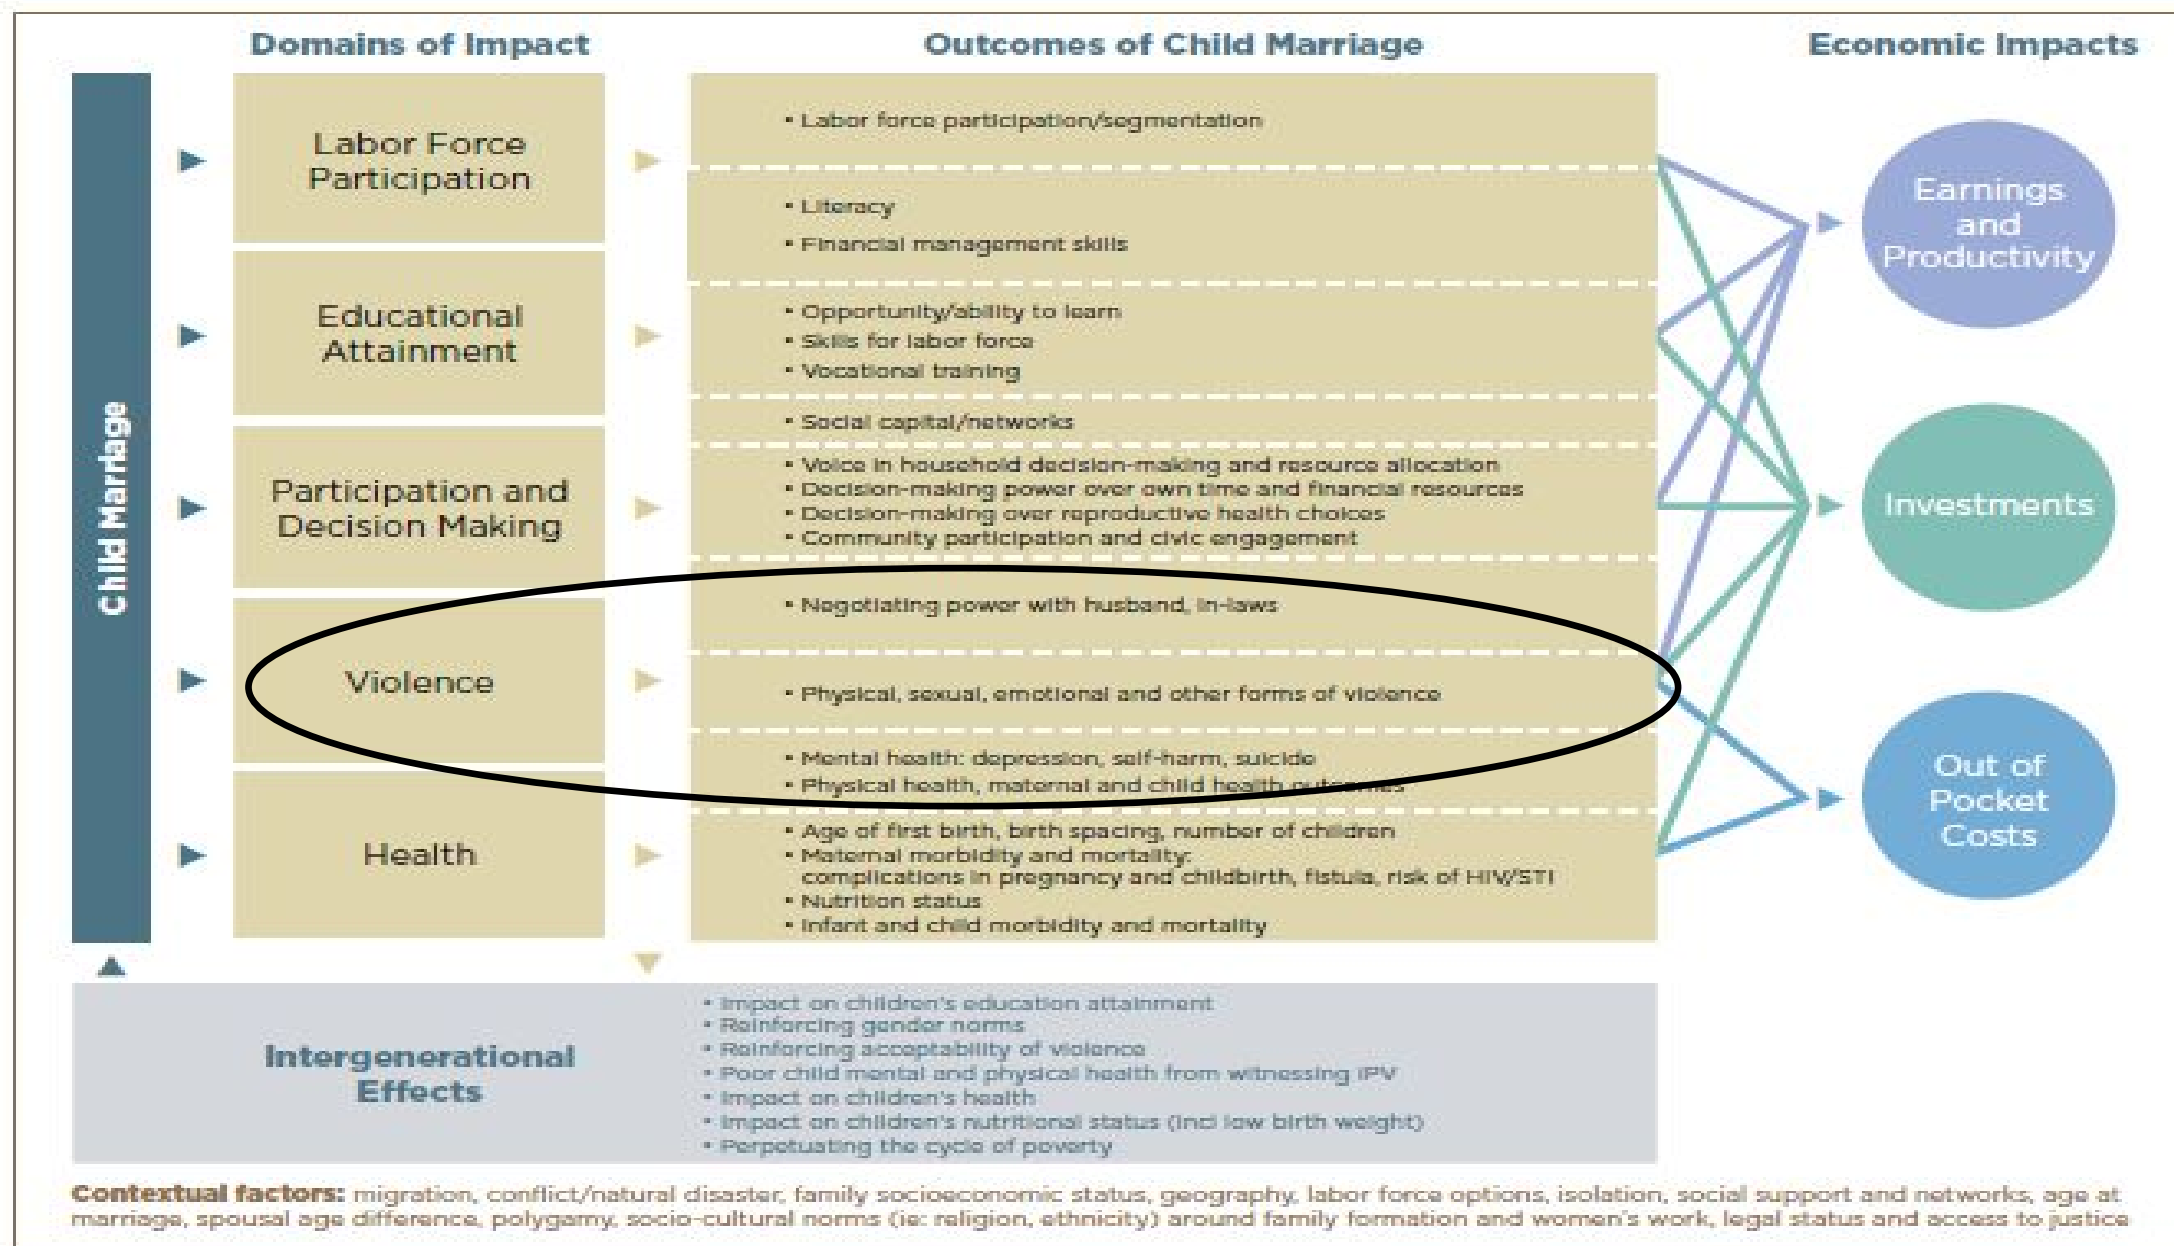 Domains of Impact
Outcomes of Child Marriage
Economic Impacts
Child Marriage
Labor Force
Participation
Educational
Attainment
Participation and
Decision Making
Violence
Health
• Labor force participation/segmentation
• Literacy
• Financial management skills
• Opportunity/ability to learn
• Skills for labor force
• Vocational training
• Social capital/networks
• Voice in household decision-making and resource allocation
• Decision-making power over own time and financial resources
• Decision-making over reproductive health choices
• Community participation and civic engagement
• Negotiating power with husband, in-laws
• Physical, sexual, emotional and other forms of violence
• Mental health: depression, self-harm, suicide
• Physical health, maternal and child health outcomes
• Age of first birth, birth spacing, number of children
• Maternal morbidity and mortality:
complications in pregnancy and childbirth, fistula, risk of HIV/STI
• Nutrition status
• Infant and child morbidity and mortality
Earnings
and
Productivity
Investments
Out of
Pocket
Costs
Intergenerational
Effects
• Impact on children's education attainment
• Reinforcing gender norms
• Reinforcing acceptability of violence
• Poor child mental and physical health from witnessing IPV
• Impact on children's health
• Impact on children's nutritional status (incl low birth weight)
• Perpetuating the cycle of poverty
Contextual factors: migration, conflict/natural disaster, family socioeconomic status, geography, labor force options, isolation, social support and networks, age at
marriage, spousal age difference, polygamy, socio-cultural norms (ie: religion, ethnicity) around family formation and women's work, legal status and access to justice